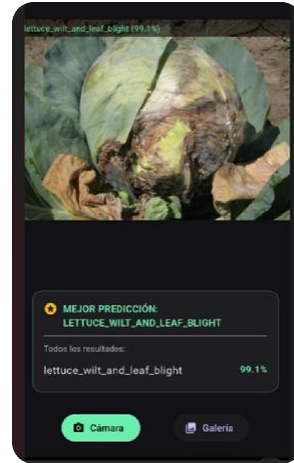 lettuce_wilt_and_leaf_blight (99.1%)
MEJOR PREDICCIÓN:
LETTUCE_WILT_AND_LEAF_BLIGHT
Todos los resultados:
lettuce_wilt_and_leaf_blight 99.1%
Cámara Galería